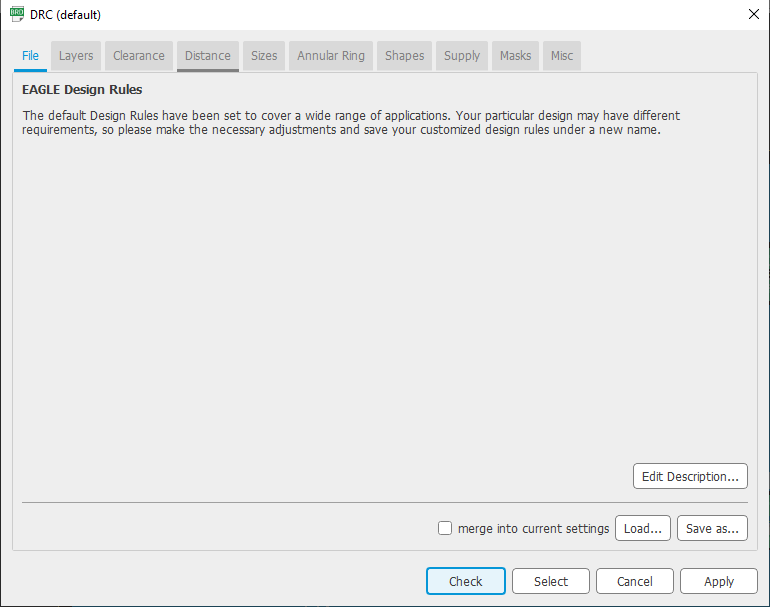 BRD DRC (default)
File Layers Clearance Distance Sizes Annular Ring Shapes Supply Masks Misc
EAGLE Design Rules
The default Design Rules have been set to cover a wide range of applications. Your particular design may have different
requirements, so please make the necessary adjustments and save your customized design rules under a new name.
Edit Description...
merge into current settings Load... Save as...
Check Select Cancel Apply